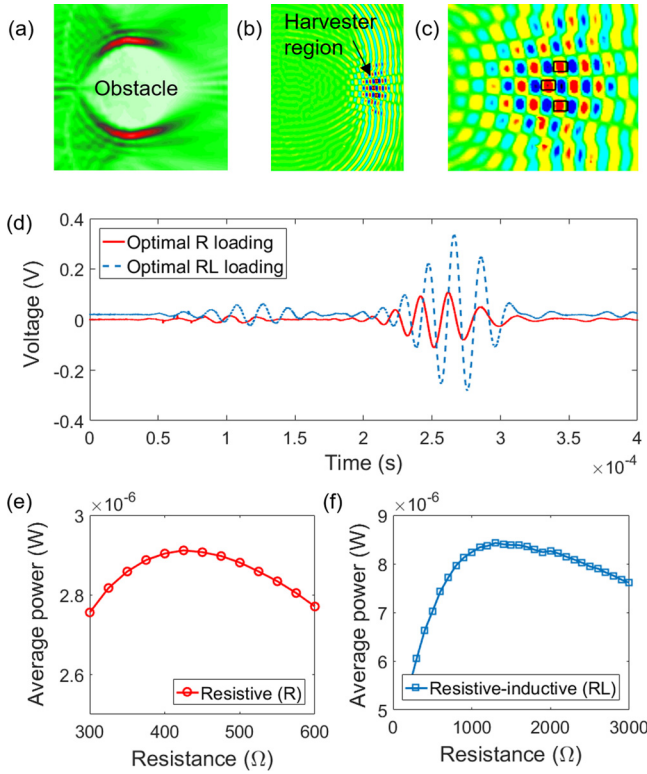 (a)
Obstacle
(b)
Harvester
region
(c)
(d)
0.4
0.2
0
-0.2
-0.4
Voltage (V)
Optimal R loading
Optimal RL loading
0
0.5
1
1.5
2
2.5
3
3.5
4
Time (s)
×10⁻⁴
(e)
×10⁻⁶
3
2.8
2.6
Average power (W)
Resistive (R)
300
400
500
600
Resistance (Ω)
(f)
×10⁻⁶
9
8
7
6
5
Average power (W)
Resistive-inductive (RL)
0
1000
2000
3000
Resistance (Ω)